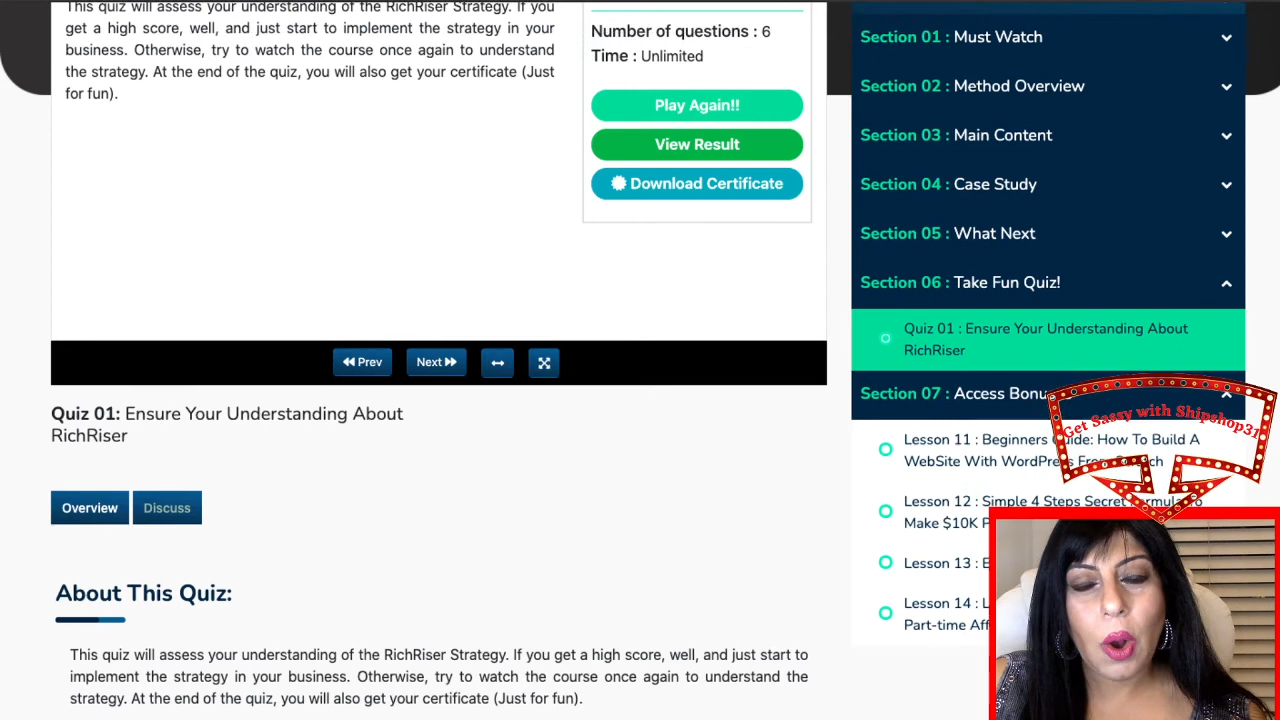 This quiz will assess your understanding of the RichRiser Strategy. If you
get a high score, well, and just start to implement the strategy in your
business. Otherwise, try to watch the course once again to understand
the strategy. At the end of the quiz, you will also get your certificate (Just
for fun).
Number of questions : 6
Time : Unlimited
Play Again!!
View Result
Download Certificate
Prev
Next
Quiz 01: Ensure Your Understanding About
RichRiser
Overview
Discuss
About This Quiz:
This quiz will assess your understanding of the RichRiser Strategy. If you get a high score, well, and just start to
implement the strategy in your business. Otherwise, try to watch the course once again to understand the
strategy. At the end of the quiz, you will also get your certificate (Just for fun).
Section 01 : Must Watch
Section 02 : Method Overview
Section 03 : Main Content
Section 04 : Case Study
Section 05 : What Next
Section 06 : Take Fun Quiz!
Quiz 01 : Ensure Your Understanding About
RichRiser
Section 07 : Access
Get Sassy with Shipshop31
Lesson 11 : Beginners Guide: How To Build A
WebSite With WordPress From Scratch
Lesson 12 : Simple 4 Steps Secret Formula To
Make $10K
Lesson 13 :
Lesson 14 :
Part-time